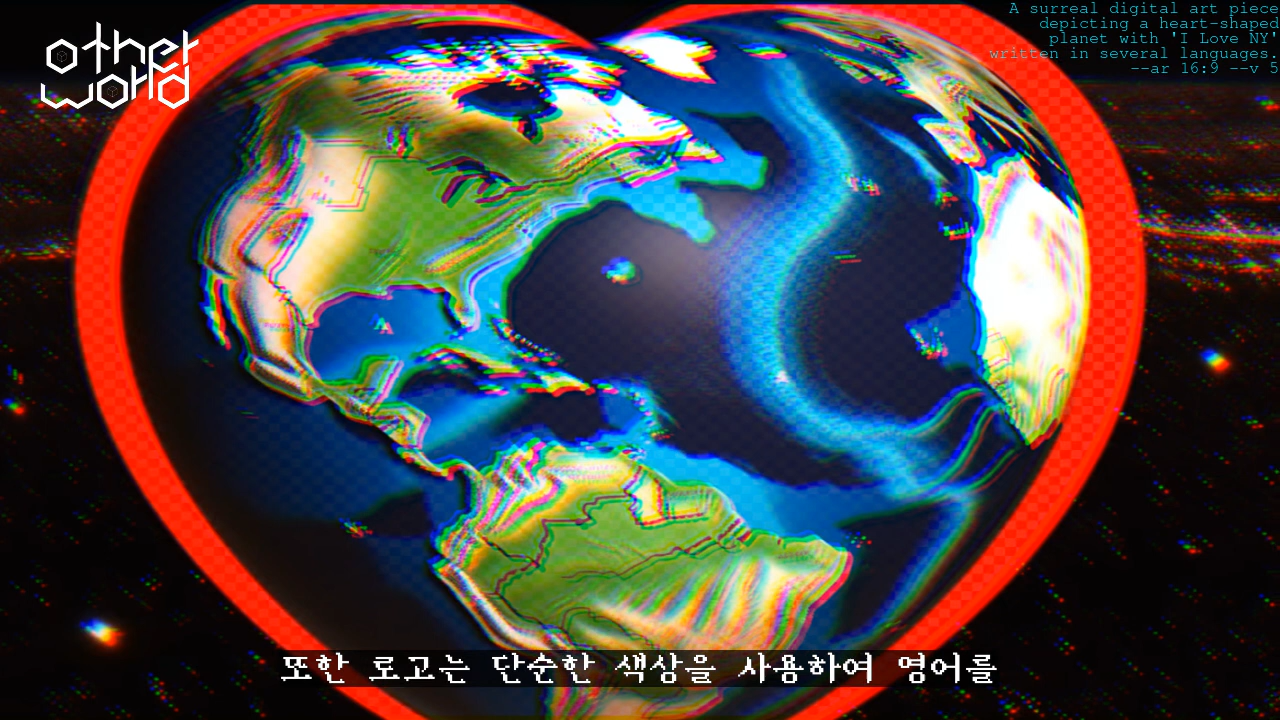 other
world
A surreal digital art piece
depicting a heart-shaped
planet with 'I Love NY'
written in several languages.
--ar 16:9 --v 5
또한 로고는 단순한 색상을 사용하여 영어를